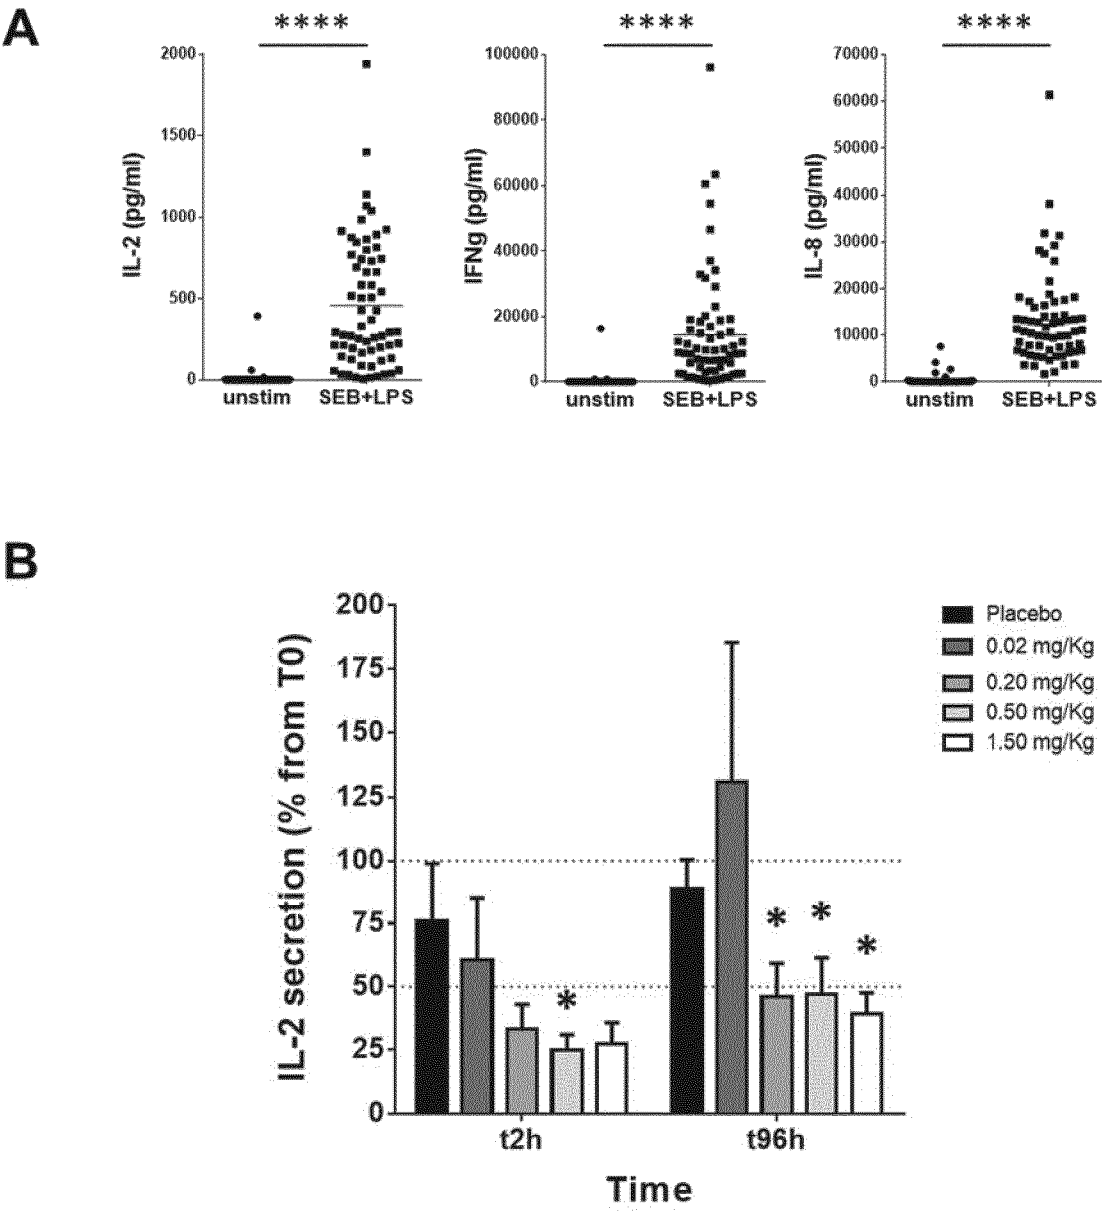 A
**** **** ****
IL-2 (pg/ml)
2000
1500
1000
500
0
unstim SEB+LPS
IFNg (pg/ml)
100000
80000
60000
40000
20000
0
unstim SEB+LPS
IL-8 (pg/ml)
70000
60000
50000
40000
30000
20000
10000
0
unstim SEB+LPS
B
IL-2 secretion (% from T0)
200
175
150
125
100
75
50
25
0
*
* * *
t2h t96h
Time
Placebo
0.02 mg/Kg
0.20 mg/Kg
0.50 mg/Kg
1.50 mg/Kg